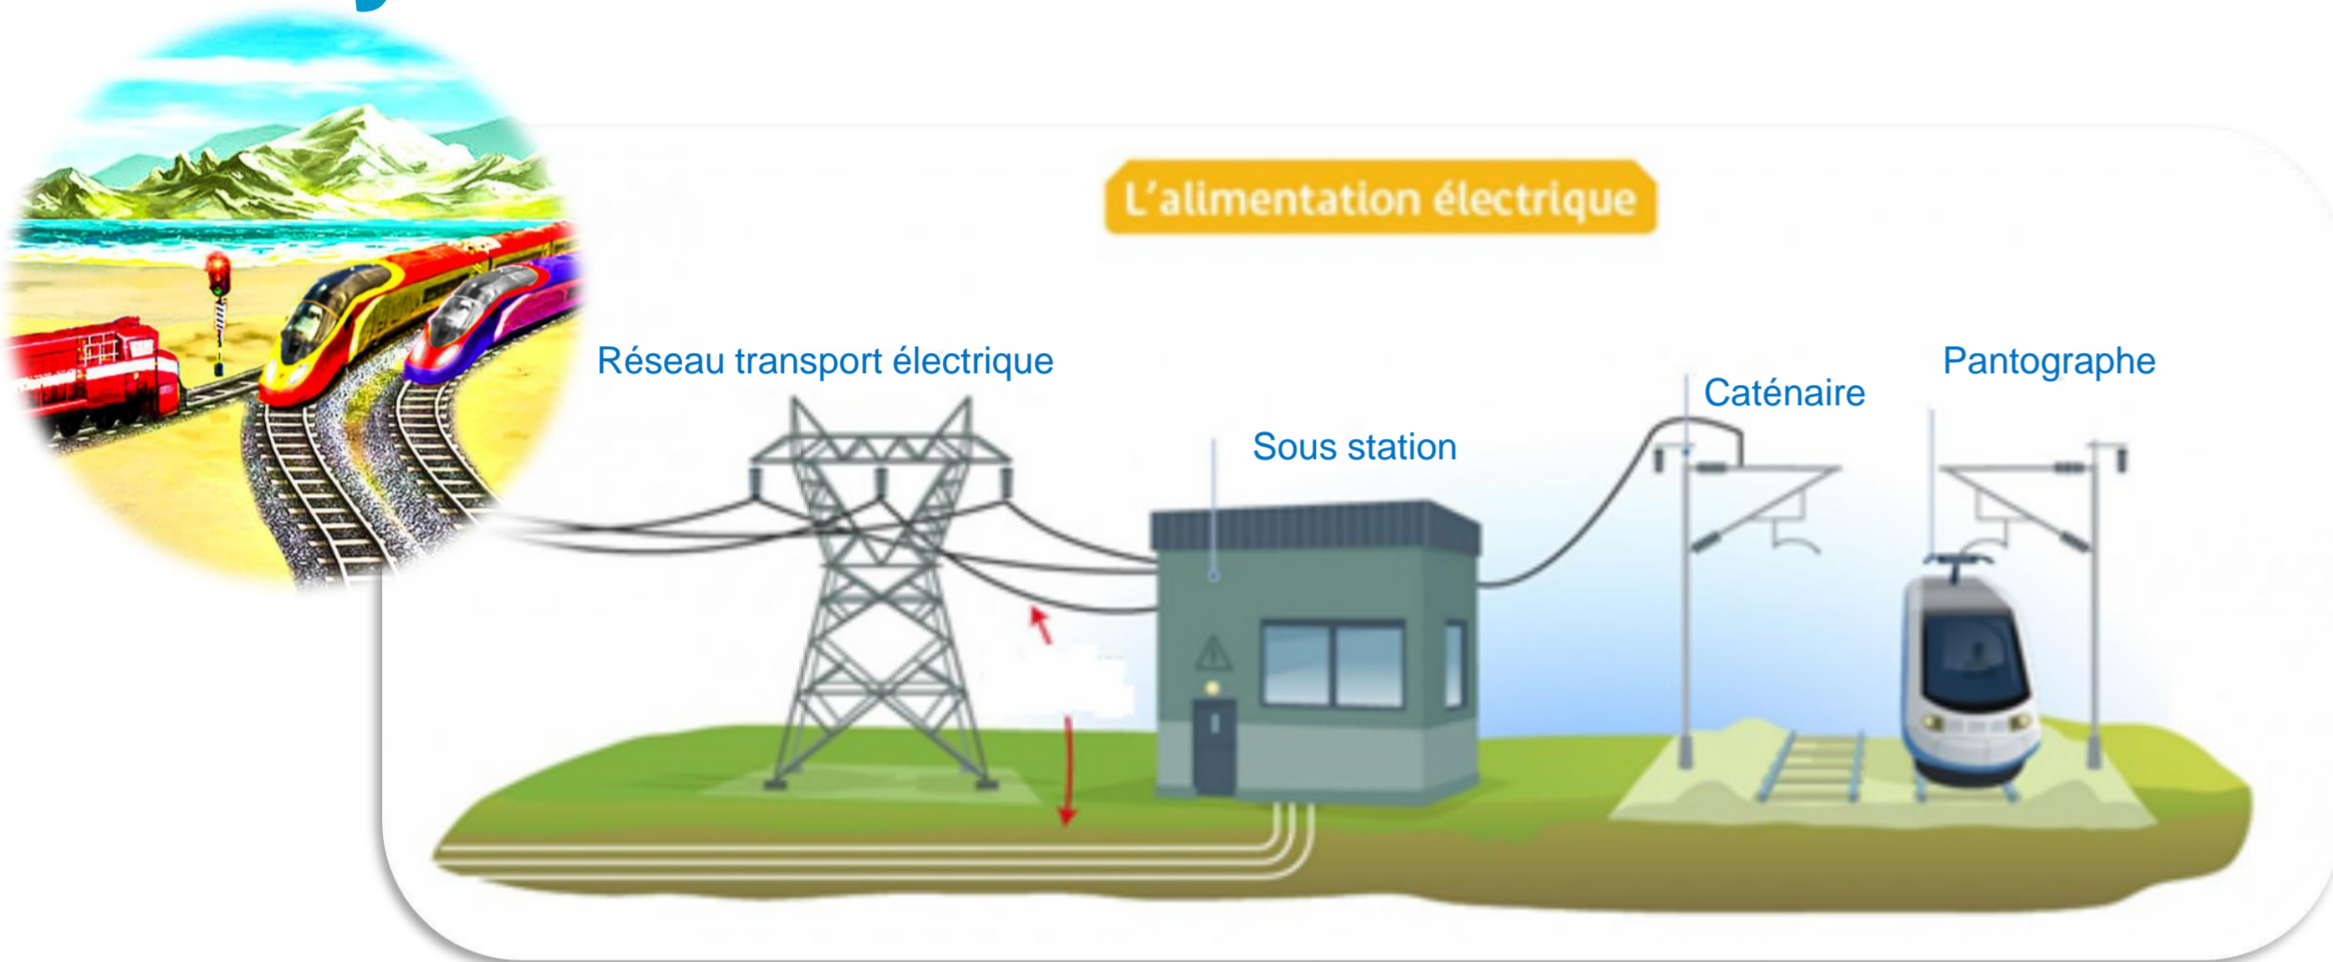 L'alimentation électrique
Réseau transport électrique
Pantographe
Caténaire
Sous station